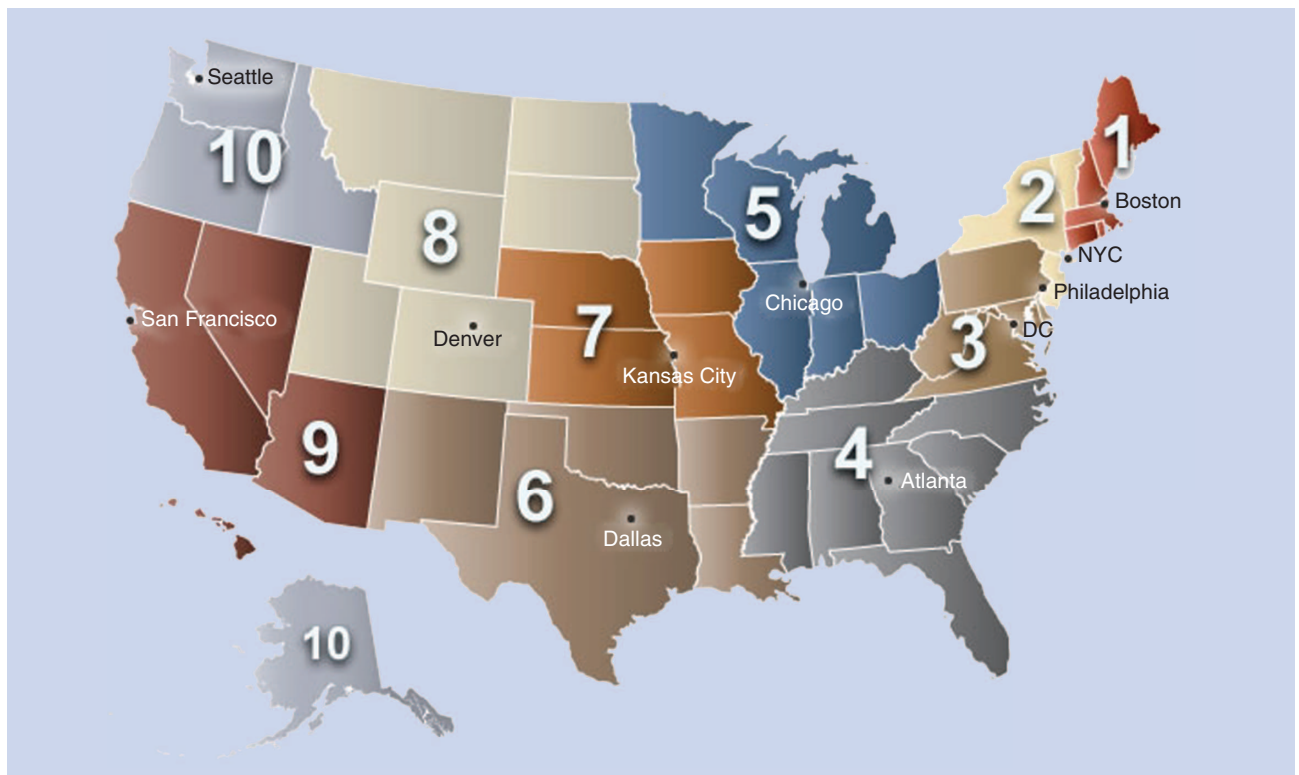 Seattle
10
1
2
Boston
5
8
NYC
Chicago
Philadelphia
San Francisco
DC
7
Denver
3
Kansas City
9
4
Atlanta
6
Dallas
10